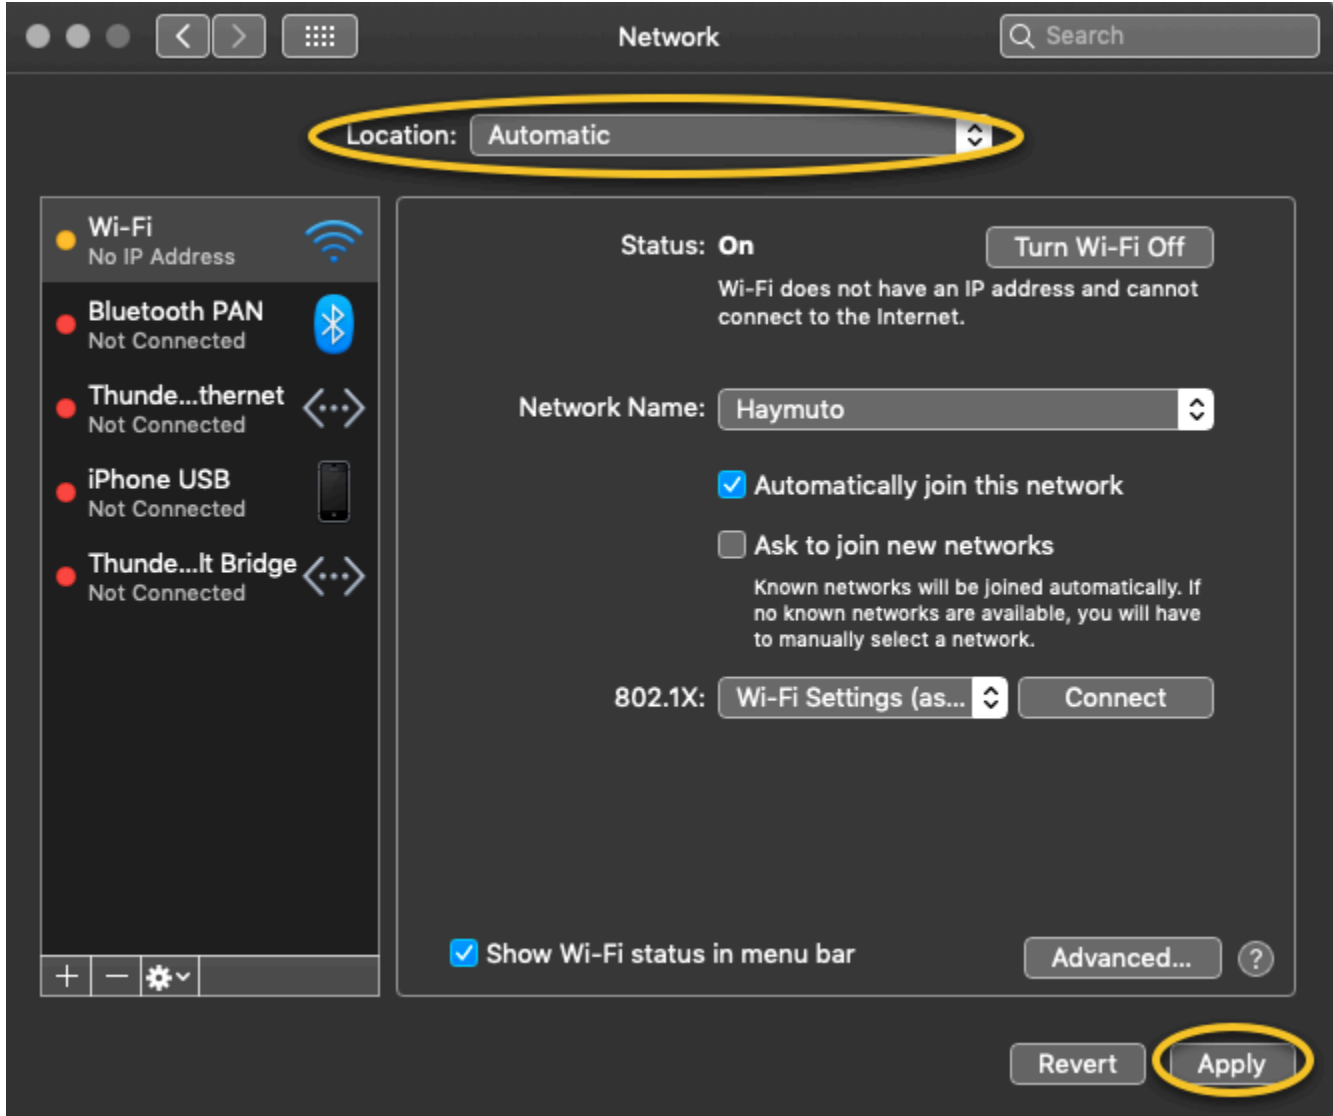 Network
Search
Location: Automatic
Wi-Fi
No IP Address
Bluetooth PAN
Not Connected
Thunde...thernet
Not Connected
iPhone USB
Not Connected
Thunde...lt Bridge
Not Connected
Status: On
Turn Wi-Fi Off
Wi-Fi does not have an IP address and cannot
connect to the Internet.
Network Name: Haymuto
Automatically join this network
Ask to join new networks
Known networks will be joined automatically. If
no known networks are available, you will have
to manually select a network.
802.1X: Wi-Fi Settings (as... Connect
Show Wi-Fi status in menu bar
Advanced... ?
Revert Apply